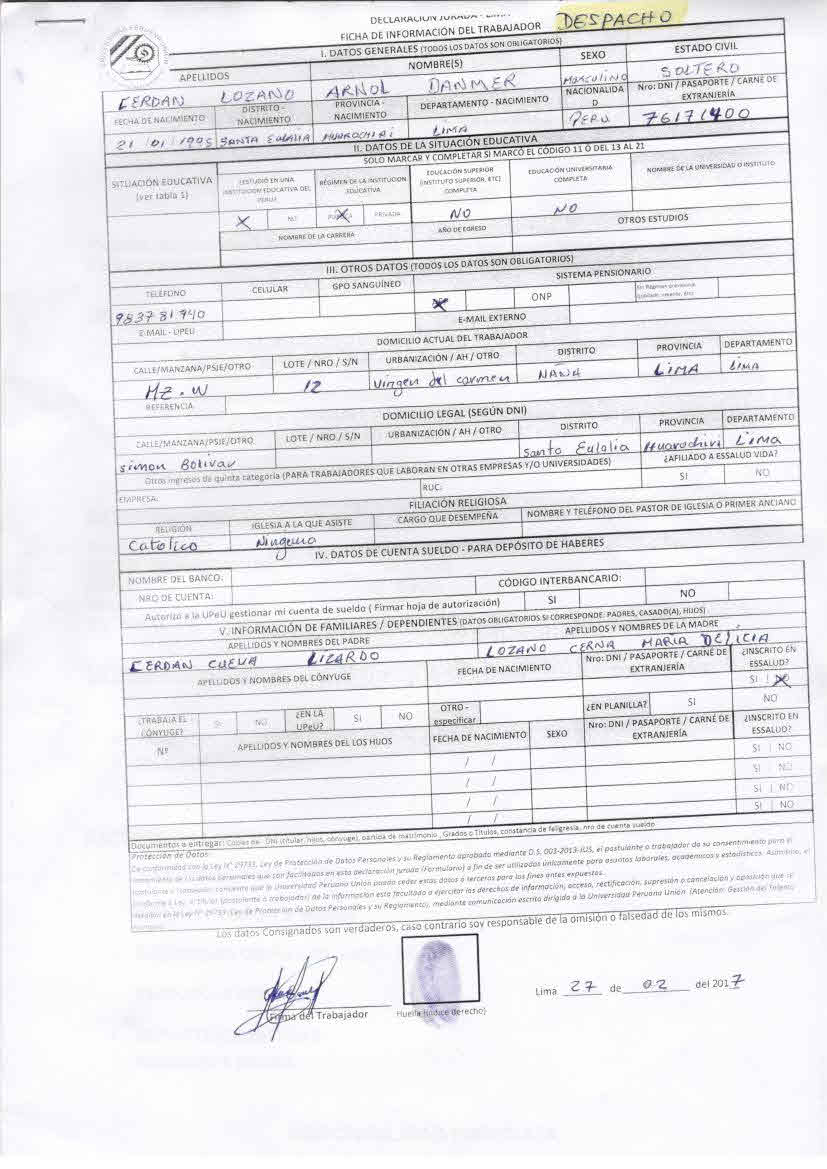 DECLARACIÓN JURADA - LIMA
FICHA DE INFORMACIÓN DEL TRABAJADOR
DESPACHO
I. DATOS GENERALES (TODOS LOS DATOS SON OBLIGATORIOS)
APELLIDOS NOMBRE(S) SEXO ESTADO CIVIL
CERDAN LOZANO ARNOL DANMER MASCULINO SOLTERO
FECHA DE NACIMIENTO DISTRITO - NACIMIENTO PROVINCIA - NACIMIENTO DEPARTAMENTO - NACIMIENTO NACIONALIDAD Nro: DNI / PASAPORTE / CARNÉ DE EXTRANJERÍA
21 / 01 / 1995 SANTA EULALIA HUAROCHIRI LIMA PERU 76171400
II. DATOS DE LA SITUACIÓN EDUCATIVA
SOLO MARCAR Y COMPLETAR SI MARCÓ EL CÓDIGO 11 O DEL 13 AL 21
SITUACIÓN EDUCATIVA (ver tabla 1) ¿ESTUDIÓ EN UNA INSTITUCIÓN EDUCATIVA DEL PERÚ? RÉGIMEN DE LA INSTITUCIÓN EDUCATIVA EDUCACIÓN SUPERIOR (INSTITUTO SUPERIOR, ETC) COMPLETA EDUCACIÓN UNIVERSITARIA COMPLETA NOMBRE DE LA UNIVERSIDAD O INSTITUTO
X NO X PRIVADA NO NO
NOMBRE DE LA CARRERA AÑO DE EGRESO OTROS ESTUDIOS
III. OTROS DATOS (TODOS LOS DATOS SON OBLIGATORIOS)
TELÉFONO CELULAR GPO SANGUÍNEO SISTEMA PENSIONARIO
983781940 ONP
E-MAIL - UPEU E-MAIL EXTERNO
DOMICILIO ACTUAL DEL TRABAJADOR
CALLE/MANZANA/PSJE/OTRO LOTE / NRO / S/N URBANIZACIÓN / AH / OTRO DISTRITO PROVINCIA DEPARTAMENTO
MZ. W 12 Virgen del carmen ÑAÑA LIMA LIMA
REFERENCIA
DOMICILIO LEGAL (SEGÚN DNI)
CALLE/MANZANA/PSJE/OTRO LOTE / NRO / S/N URBANIZACIÓN / AH / OTRO DISTRITO PROVINCIA DEPARTAMENTO
Simon Bolivar Santa Eulalia Huarochiri Lima
Otros ingresos de quinta categoría (PARA TRABAJADORES QUE LABORAN EN OTRAS EMPRESAS Y/O UNIVERSIDADES) ¿AFILIADO A ESSALUD VIDA?
EMPRESA: RUC: SI NO
FILIACIÓN RELIGIOSA
RELIGIÓN IGLESIA A LA QUE ASISTE CARGO QUE DESEMPEÑA NOMBRE Y TELÉFONO DEL PASTOR DE IGLESIA O PRIMER ANCIANO
Catolico Ninguna
IV. DATOS DE CUENTA SUELDO - PARA DEPÓSITO DE HABERES
NOMBRE DEL BANCO: CÓDIGO INTERBANCARIO:
NRO DE CUENTA:
Autorizo a la UPeU gestionar mi cuenta de sueldo ( Firmar hoja de autorización) SI NO
V. INFORMACIÓN DE FAMILIARES / DEPENDIENTES (DATOS OBLIGATORIOS SI CORRESPONDE: PADRES, CASADO(A), HIJOS)
APELLIDOS Y NOMBRES DEL PADRE APELLIDOS Y NOMBRES DE LA MADRE
CERDAN CUEVA LIZARDO LOZANO CERNA MARIA DELICIA
APELLIDOS Y NOMBRES DEL CÓNYUGE FECHA DE NACIMIENTO Nro: DNI / PASAPORTE / CARNÉ DE EXTRANJERÍA ¿INSCRITO EN ESSALUD?
SI NO
¿TRABAJA EL CÓNYUGE? SI NO ¿EN LA UPeU? SI NO OTRO - especificar ¿EN PLANILLA? SI NO
Nº APELLIDOS Y NOMBRES DEL LOS HIJOS FECHA DE NACIMIENTO SEXO Nro: DNI / PASAPORTE / CARNÉ DE EXTRANJERÍA ¿INSCRITO EN ESSALUD?
/ / SI NO
/ / SI NO
/ / SI NO
/ / SI NO
Documentos a entregar: Copias de DNI (titular, hijos, cónyuge), partida de matrimonio , Grados o Títulos, constancia de feligresía, nro de cuenta sueldo
Protección de Datos
De conformidad con la Ley N° 29733, Ley de Protección de Datos Personales y su Reglamento aprobado mediante D.S. 003-2013-JUS, el postulante o trabajador da su consentimiento para el
tratamiento de los datos Personales que son facilitados en esta declaración jurada (Formulario) a fin de ser utilizados únicamente para asuntos laborales, académicos y estadísticos. Asimismo, el
postulante o trabajador consiente que la Universidad Peruana Unión pueda ceder estos datos a terceros para los fines antes expuestos.
Conforme a Ley, el titular (postulante o trabajador) de la información esta facultado a ejercitar los derechos de información, acceso, rectificación, supresión o cancelación y oposición que se
detallan en la Ley N° 29733 (Ley de Protección de Datos Personales y su Reglamento), mediante comunicación escrita dirigida a la Universidad Peruana Unión (Atención: Gestión del Talento
Humano).
Los datos Consignados son verdaderos, caso contrario soy responsable de la omisión o falsedad de los mismos.
Firma del Trabajador
Huella (índice derecho)
Lima 27 de 02 del 2017